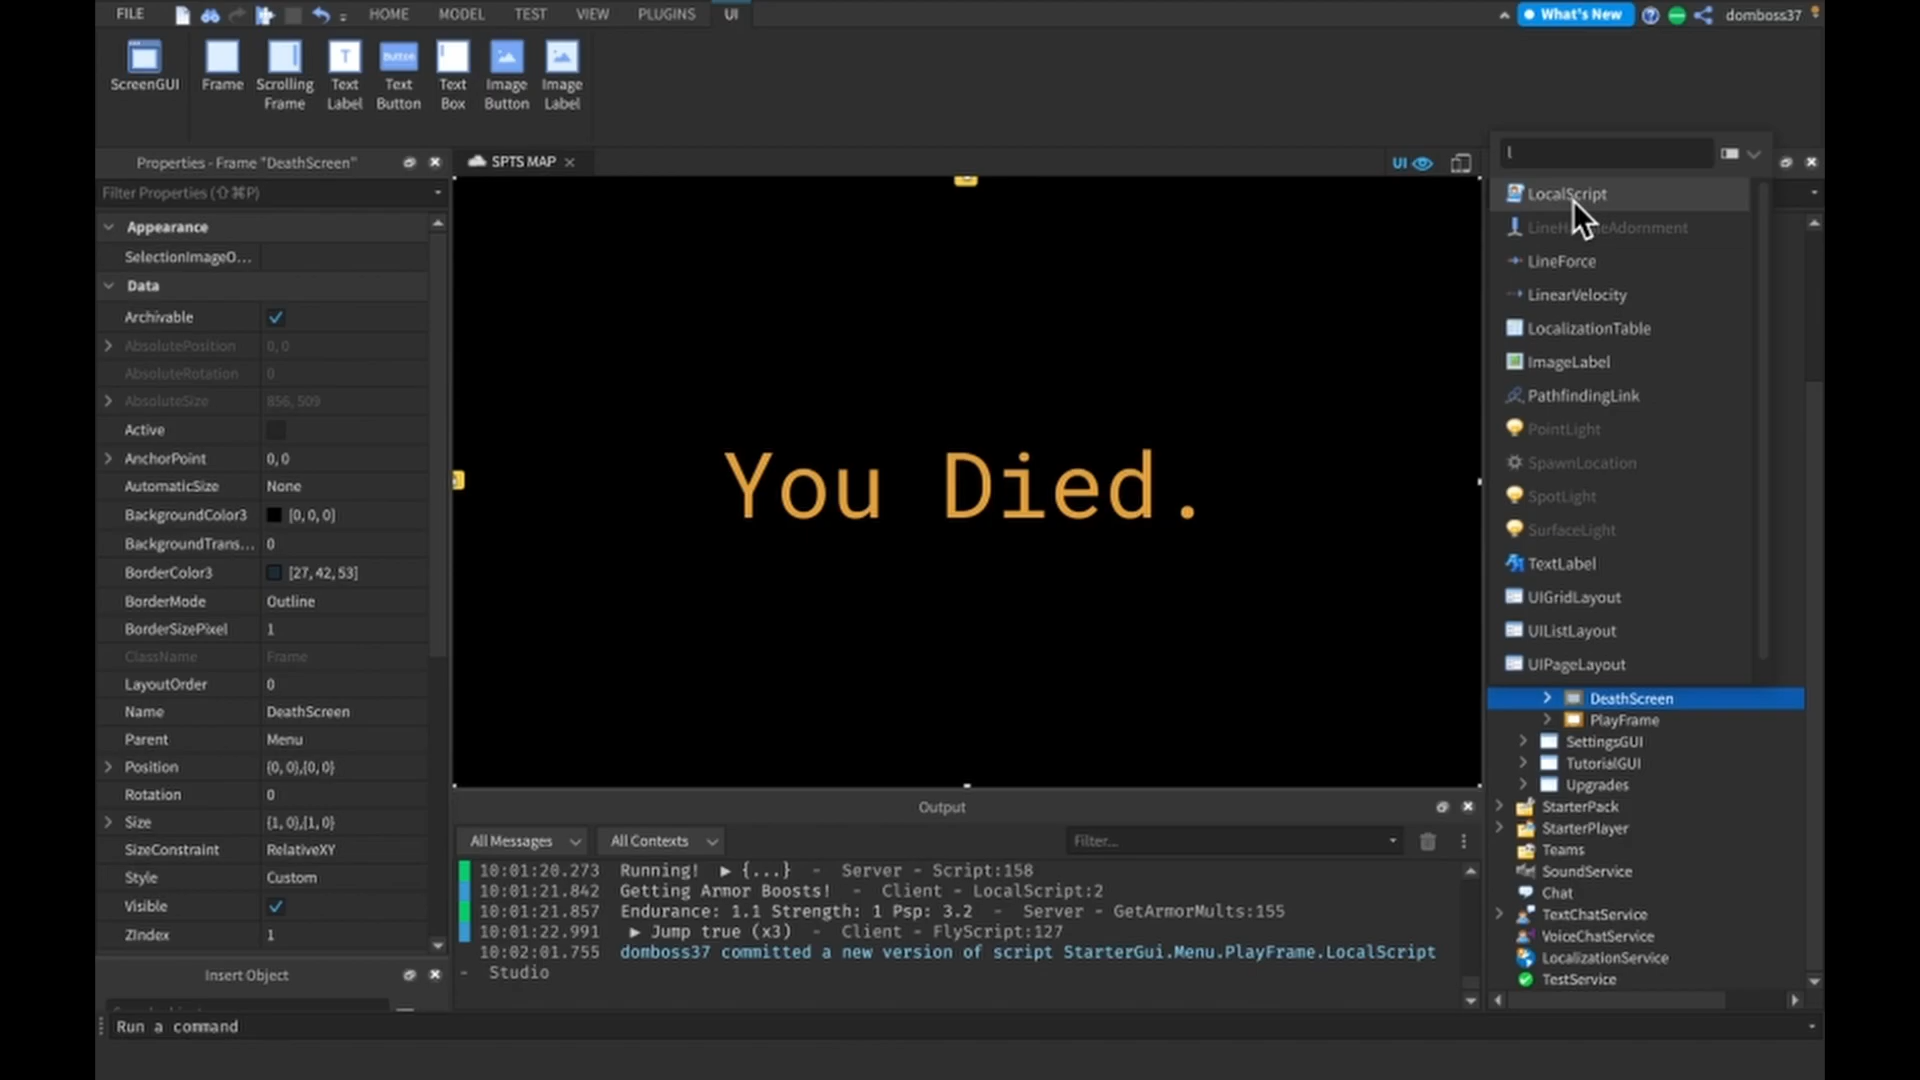 FILE HOME MODEL TEST VIEW PLUGINS UI What's New domboss37
ScreenGUI Frame Scrolling Frame Text Label Text Button Text Box Image Button Image Label
Button
Properties - Frame "DeathScreen"
Filter Properties (⇧⌘P)
Appearance
SelectionImageO...
Data
Archivable
AbsolutePosition 0, 0
AbsoluteRotation 0
AbsoluteSize 856, 509
Active
AnchorPoint 0, 0
AutomaticSize None
BackgroundColor3 [0, 0, 0]
BackgroundTrans... 0
BorderColor3 [27, 42, 53]
BorderMode Outline
BorderSizePixel 1
ClassName Frame
LayoutOrder 0
Name DeathScreen
Parent Menu
Position {0, 0},{0, 0}
Rotation 0
Size {1, 0},{1, 0}
SizeConstraint RelativeXY
Style Custom
Visible
ZIndex 1
Insert Object
SPTS MAP
UI
You Died.
Output
All Messages All Contexts Filter...
10:01:20.273 Running! ▶ {...} - Server - Script:158
10:01:21.842 Getting Armor Boosts! - Client - LocalScript:2
10:01:21.857 Endurance: 1.1 Strength: 1 Psp: 3.2 - Server - GetArmorMults:155
10:01:22.991 ▶ Jump true (x3) - Client - FlyScript:127
10:02:01.755 domboss37 committed a new version of script StarterGui.Menu.PlayFrame.LocalScript
- Studio
l
LocalScript
LineForce
LinearVelocity
LocalizationTable
ImageLabel
PathfindingLink
PointLight
SpawnLocation
SpotLight
SurfaceLight
TextLabel
UIGridLayout
UIListLayout
UIPageLayout
DeathScreen
PlayFrame
SettingsGUI
TutorialGUI
Upgrades
StarterPack
StarterPlayer
Teams
SoundService
Chat
TextChatService
VoiceChatService
LocalizationService
TestService
Run a command